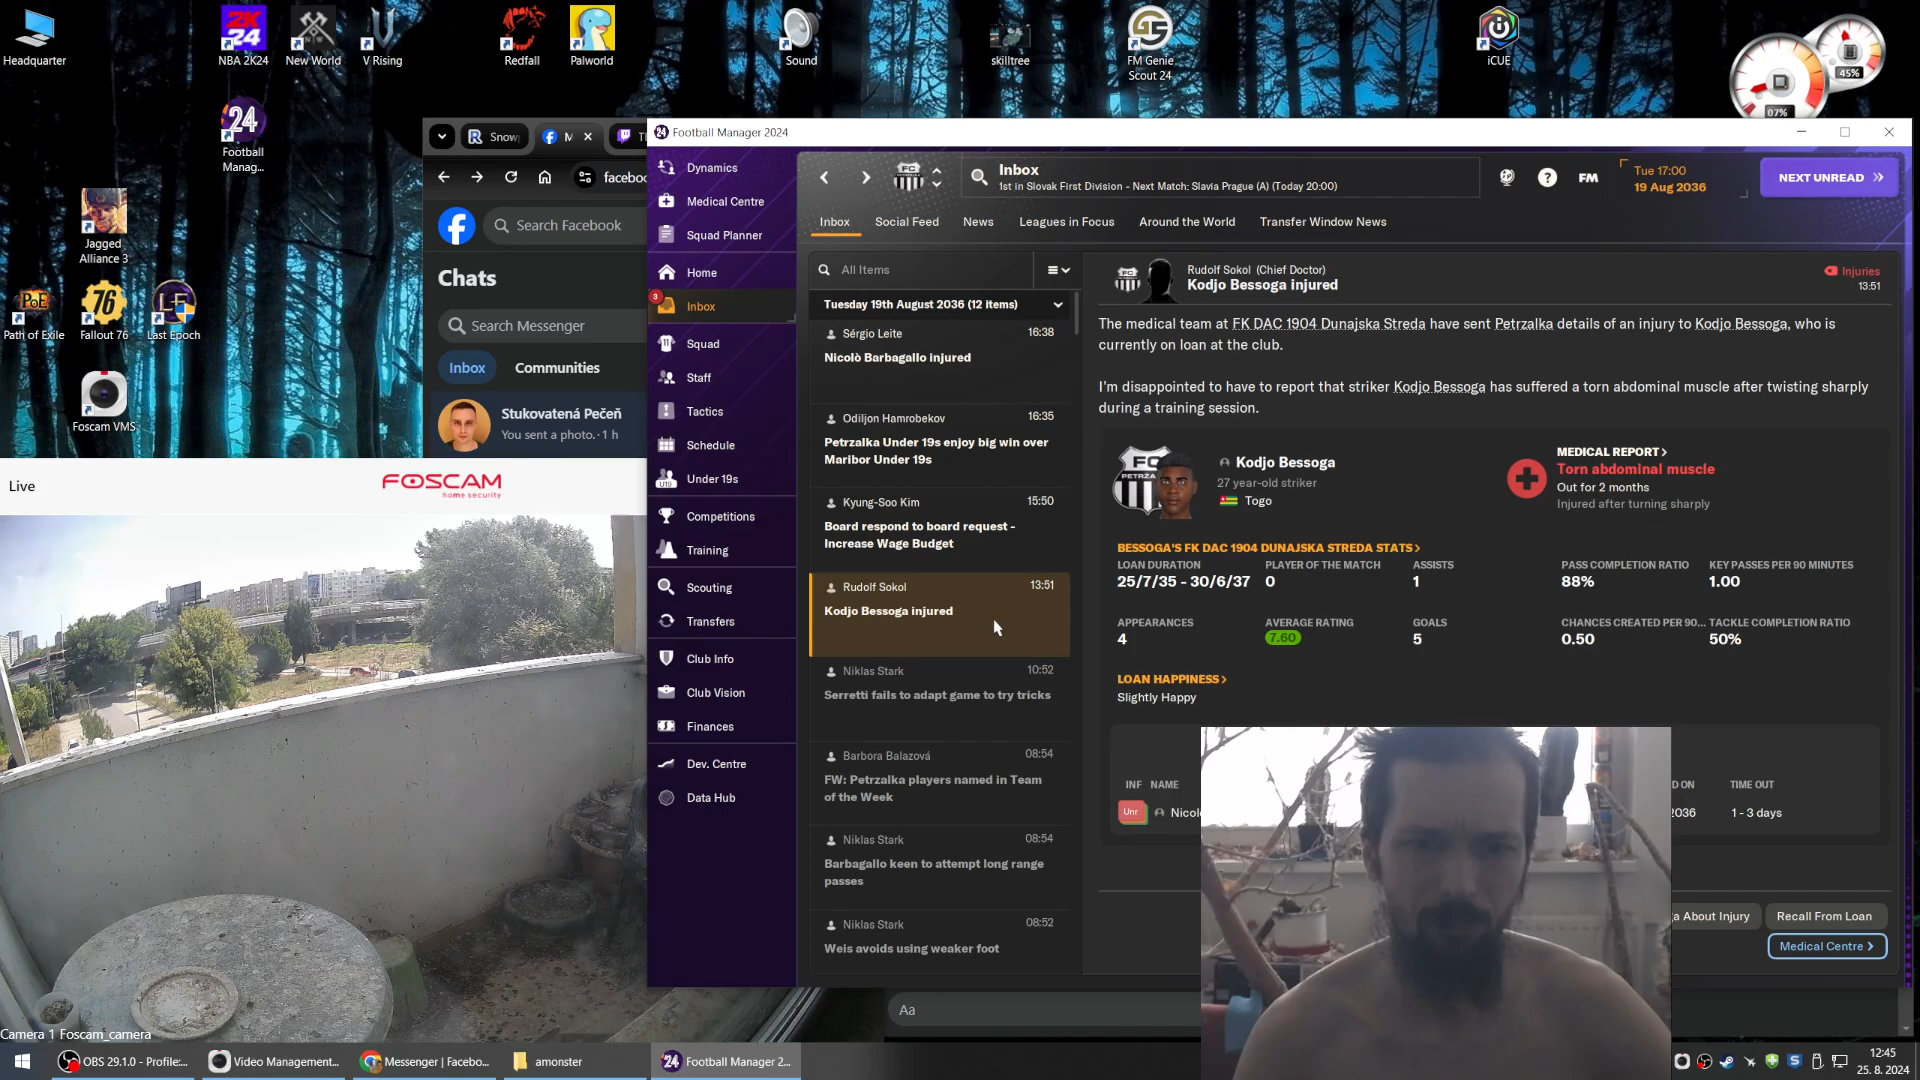 Headquarter
NBA 2K24
New World
V Rising
Redfall
Palworld
Sound
skilltree
FM Genie
Scout 24
iCUE
45%
07%
Football
Manag...
Jagged
Alliance 3
Path of Exile
Fallout 76
Last Epoch
Foscam VMS
Snow
M
Football Manager 2024
facebo
Search Facebook
Chats
Search Messenger
Inbox
Communities
Stukovatená Pečeň
You sent a photo. · 1 h
Live
FOSCAM
home security
Camera 1 Foscam_camera
Dynamics
Medical Centre
Squad Planner
Home
3
Inbox
Squad
Staff
Tactics
Schedule
Under 19s
Competitions
Training
Scouting
Transfers
Club Info
Club Vision
Finances
Dev. Centre
Data Hub
Inbox
1st in Slovak First Division - Next Match: Slavia Prague (A) (Today 20:00)
FM
Tue 17:00
19 Aug 2036
NEXT UNREAD
Inbox
Social Feed
News
Leagues in Focus
Around the World
Transfer Window News
All Items
Tuesday 19th August 2036 (12 items)
Sérgio Leite
16:38
Nicolò Barbagallo injured
Odiljon Hamrobekov
16:35
Petrzalka Under 19s enjoy big win over
Maribor Under 19s
Kyung-Soo Kim
15:50
Board respond to board request -
Increase Wage Budget
Rudolf Sokol
13:51
Kodjo Bessoga injured
Niklas Stark
10:52
Serretti fails to adapt game to try tricks
Barbora Balazová
08:54
FW: Petrzalka players named in Team
of the Week
Niklas Stark
08:54
Barbagallo keen to attempt long range
passes
Niklas Stark
08:52
Weis avoids using weaker foot
Rudolf Sokol (Chief Doctor)
Kodjo Bessoga injured
Injuries
13:51
The medical team at FK DAC 1904 Dunajska Streda have sent Petrzalka details of an injury to Kodjo Bessoga, who is
currently on loan at the club.
I'm disappointed to have to report that striker Kodjo Bessoga has suffered a torn abdominal muscle after twisting sharply
during a training session.
Kodjo Bessoga
27 year-old striker
Togo
MEDICAL REPORT >
Torn abdominal muscle
Out for 2 months
Injured after turning sharply
BESSOGA'S FK DAC 1904 DUNAJSKA STREDA STATS >
LOAN DURATION
25/7/35 - 30/6/37
PLAYER OF THE MATCH
0
ASSISTS
1
PASS COMPLETION RATIO
88%
KEY PASSES PER 90 MINUTES
1.00
APPEARANCES
4
AVERAGE RATING
7.60
GOALS
5
CHANCES CREATED PER 90...
0.50
TACKLE COMPLETION RATIO
50%
LOAN HAPPINESS >
Slightly Happy
INF
NAME
D ON
TIME OUT
Unr
Nicol
2036
1 - 3 days
a About Injury
Recall From Loan
Medical Centre >
Aa
OBS 29.1.0 - Profile:...
Video Management...
Messenger | Facebo...
amonster
Football Manager 2...
12:45
25. 8. 2024